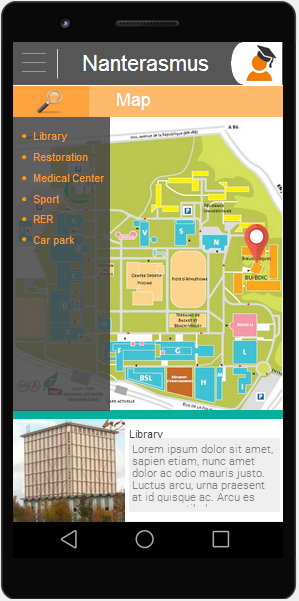 Nanterasmus
Map
Library
Restoration
Medical Center
Sport
RER
Car park
A 86
P
RÉSIDENCE
UNIVERSITAIRE
V
S
N
P
BU-BDIC
CENTRE SPORTIF
PISCINE
PISTE D'ATHLÉTISME
TERRAINS DE
BASKET ET
BEACH-VOLLEY
F
G
L
BSL
H
M
P
Library
Lorem ipsum dolor sit amet,
sapien etiam, nunc amet
dolor ac odio mauris justo.
Luctus arcu, urna praesent
at id quisque ac. Arcu es